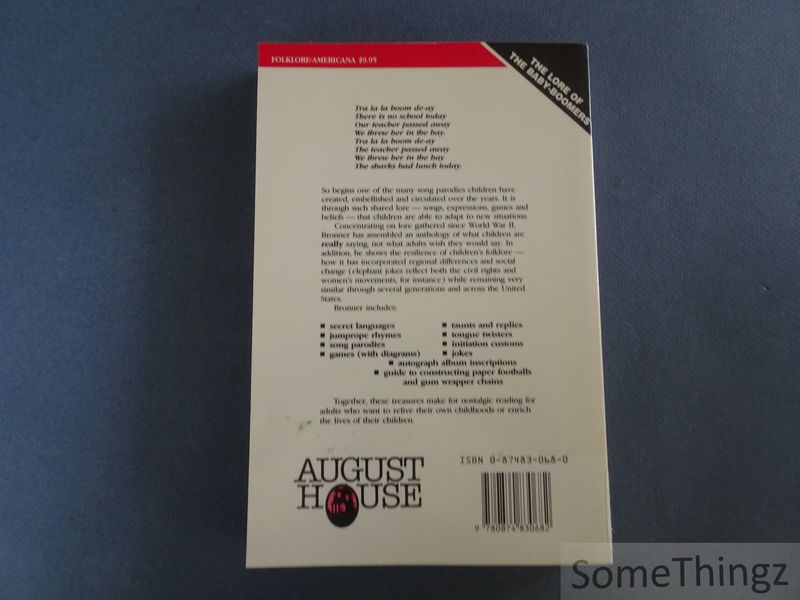 FOLKLORE/AMERICANA $9.95
THE LORE OF
THE BABY-BOOMERS
Tra la la boom de-ay
There is no school today
Our teacher passed away
We threw her in the bay.
Tra la la boom de-ay
The teacher passed away
We threw her in the bay
The sharks had lunch today.
So begins one of the many song parodies children have
created, embellished and circulated over the years. It is
through such shared lore — songs, expressions, games and
beliefs — that children are able to adapt to new situations.
Concentrating on lore gathered since World War II,
Bronner has assembled an anthology of what children are
really saying, not what adults wish they would say. In
addition, he shows the resilience of children's folklore —
how it has incorporated regional differences and social
change (elephant jokes reflect both the civil rights and
women's movements, for instance) while remaining very
similar through several generations and across the United
States.
Bronner includes:
■ secret languages
■ jumprope rhymes
■ song parodies
■ games (with diagrams)
■ taunts and replies
■ tongue twisters
■ initiation customs
■ jokes
■ autograph album inscriptions
■ guide to constructing paper footballs
and gum wrapper chains
Together, these treasures make for nostalgic reading for
adults who want to relive their own childhoods or enrich
the lives of their children.
AUGUST
HOUSE
ISBN 0-87483-068-0
9 780874 830682
SomeThingz